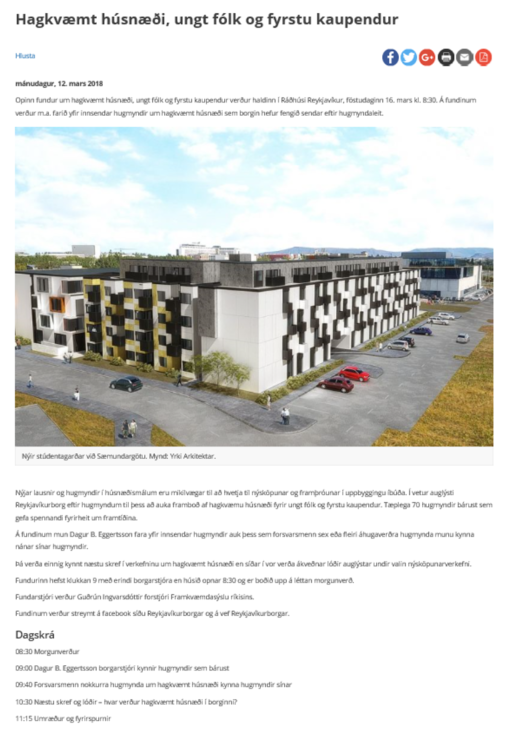 Hagkvæmt húsnæði, ungt fólk og fyrstu kaupendur
Hlusta
mánudagur, 12. mars 2018
Opinn fundur um hagkvæmt húsnæði, ungt fólk og fyrstu kaupendur verður haldinn í Ráðhúsi Reykjavíkur, föstudaginn 16. mars kl. 8:30. Á fundinum
verður m.a. farið yfir innsendar hugmyndir um hagkvæmt húsnæði sem borgin hefur fengið sendar eftir hugmyndaleit.
Nýir stúdentagarðar við Sæmundargötu. Mynd: Yrki Arkitektar.
Nýjar lausnir og hugmyndir í húsnæðismálum eru mikilvægar til að hvetja til nýsköpunar og framþróunar í uppbyggingu íbúða. Í vetur auglýsti
Reykjavíkurborg eftir hugmyndum til þess að auka framboð af hagkvæmu húsnæði fyrir ungt fólk og fyrstu kaupendur. Tæplega 70 hugmyndir bárust sem
gefa spennandi fyrirheit um framtíðina.
Á fundinum mun Dagur B. Eggertsson fara yfir innsendar hugmyndir auk þess sem forsvarsmenn sex eða fleiri áhugaverðra hugmynda munu kynna
nánar sínar hugmyndir.
Þá verða einnig kynnt næstu skref í verkefninu um hagkvæmt húsnæði en síðar í vor verða ákveðnar lóðir auglýstar undir valin nýsköpunarverkefni.
Fundurinn hefst klukkan 9 með erindi borgarstjóra en húsið opnar 8:30 og er boðið upp á léttan morgunverð.
Fundarstjóri verður Guðrún Ingvarsdóttir forstjóri Framkvæmdasýslu ríkisins.
Fundinum verður streymt á facebook síðu Reykjavíkurborgar og á vef Reykjavíkurborgar.
Dagskrá
08:30 Morgunverður
09:00 Dagur B. Eggertsson borgarstjóri kynnir hugmyndir sem bárust
09:40 Forsvarsmenn nokkurra hugmynda um hagkvæmt húsnæði kynna hugmyndir sínar
10:30 Næstu skref og lóðir – hvar verður hagkvæmt húsnæði í borginni?
11:15 Umræður og fyrirspurnir